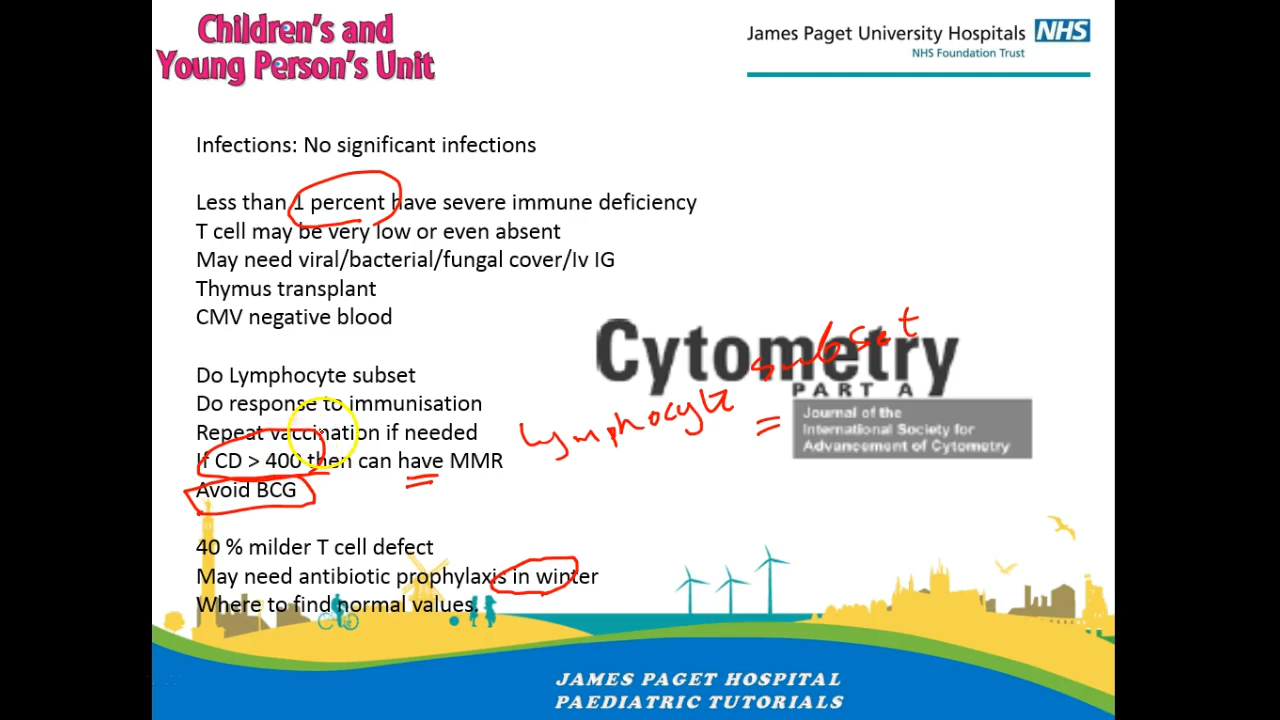 Children's and
Young Person's Unit
James Paget University Hospitals NHS
NHS Foundation Trust
Infections: No significant infections
Less than 1 percent have severe immune deficiency
T cell may be very low or even absent
May need viral/bacterial/fungal cover/Iv IG
Thymus transplant
CMV negative blood
Do Lymphocyte subset
Do response to immunisation
Repeat vaccination if needed
If CD > 400 then can have MMR
Avoid BCG
40 % milder T cell defect
May need antibiotic prophylaxis in winter
Where to find normal values.
Cytometry
PART A
Journal of the
International Society for
Advancement of Cytometry
lymphocyte subset
JAMES PAGET HOSPITAL
PAEDIATRIC TUTORIALS